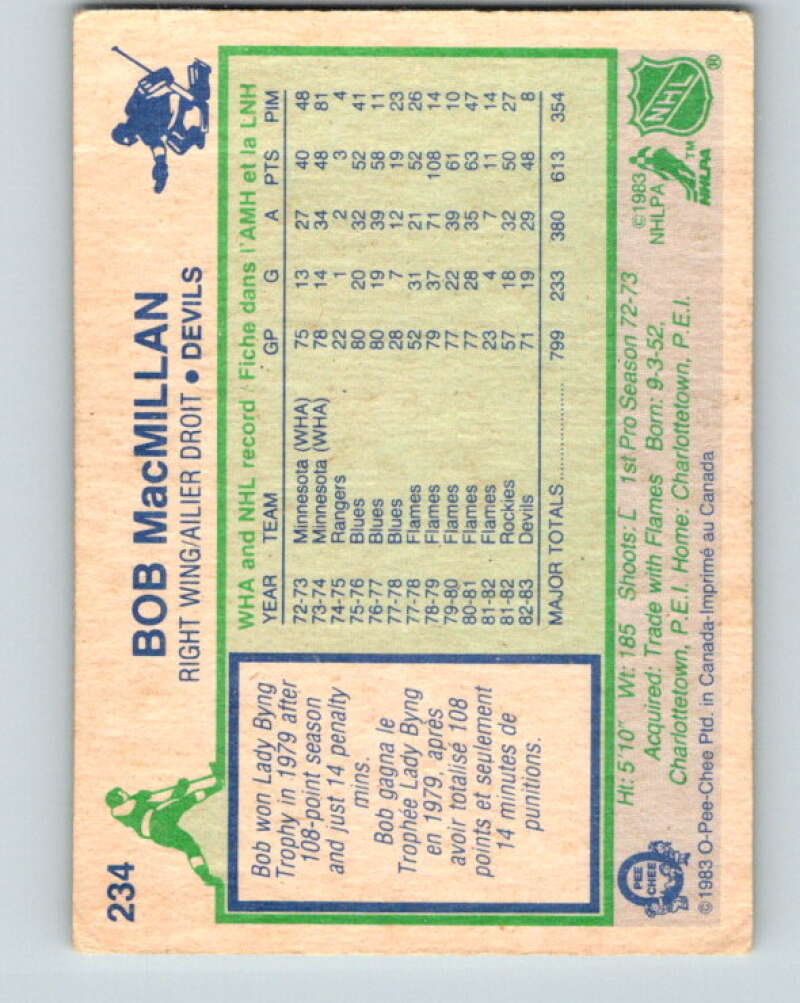 234
BOB MacMILLAN
RIGHT WING/AILIER DROIT • DEVILS
Bob won Lady Byng
Trophy in 1979 after
108-point season
and just 14 penalty
mins.
Bob gagna le
Trophée Lady Byng
en 1979, après
avoir totalisé 108
points et seulement
14 minutes de
punitions.
WHA and NHL record / Fiche dans l'AMH et la LNH
YEAR TEAM GP G A PTS PIM
72-73 Minnesota (WHA) 75 13 27 40 48
73-74 Minnesota (WHA) 78 14 34 48 81
74-75 Rangers 22 1 2 3 4
75-76 Blues 80 20 32 52 41
76-77 Blues 80 19 39 58 11
77-78 Blues 28 7 12 19 23
77-78 Flames 52 31 21 52 26
78-79 Flames 79 37 71 108 14
79-80 Flames 77 22 39 61 10
80-81 Flames 77 28 35 63 47
81-82 Flames 23 4 7 11 14
81-82 Rockies 57 18 32 50 27
82-83 Devils 71 19 29 48 8
MAJOR TOTALS .............. 799 233 380 613 354
Ht: 5'10" Wt: 185 Shoots: L 1st Pro Season 72-73
Acquired: Trade with Flames Born: 9-3-52,
Charlottetown, P.E.I. Home: Charlottetown, P.E.I.
© 1983 O-Pee-Chee Ptd. in Canada-Imprimé au Canada
O PEE CHEE
©1983
NHLPA
NHLPA
TM
NHL
®